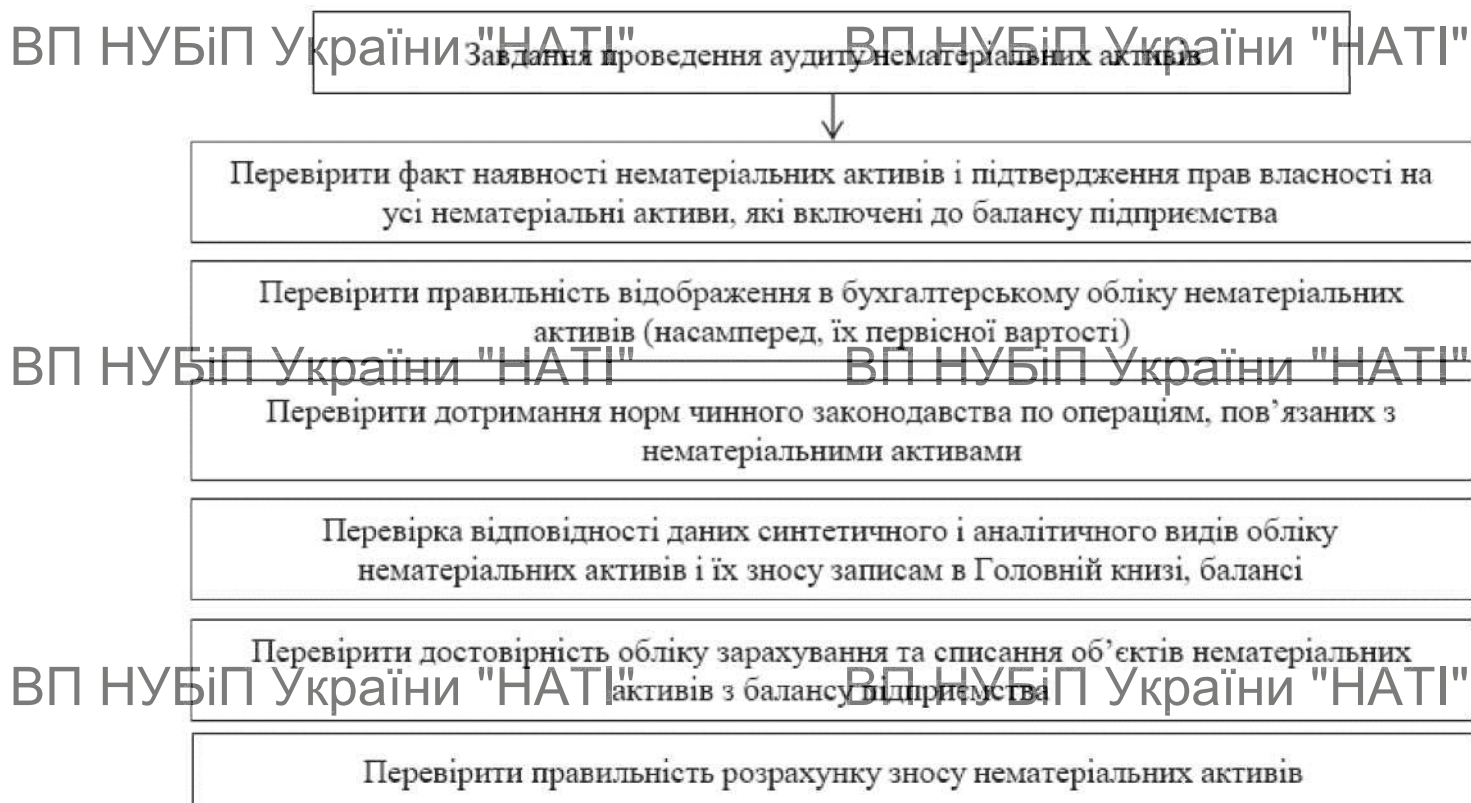 ВП НУБіП України "НАТІ" ВП НУБіП України "НАТІ"
Завдання проведення аудиту нематеріальних активів
Перевірити факт наявності нематеріальних активів і підтвердження прав власності на
усі нематеріальні активи, які включені до балансу підприємства
Перевірити правильність відображення в бухгалтерському обліку нематеріальних
активів (насамперед, їх первісної вартості)
ВП НУБіП України "НАТІ" ВП НУБіП України "НАТІ"
Перевірити дотримання норм чинного законодавства по операціям, пов’язаних з
нематеріальними активами
Перевірка відповідності даних синтетичного і аналітичного видів обліку
нематеріальних активів і їх зносу записам в Головній книзі, балансі
Перевірити достовірність обліку зарахування та списання об’єктів нематеріальних
ВП НУБіП України "НАТІ" ВП НУБіП України "НАТІ"
активів з балансу підприємства
Перевірити правильність розрахунку зносу нематеріальних активів